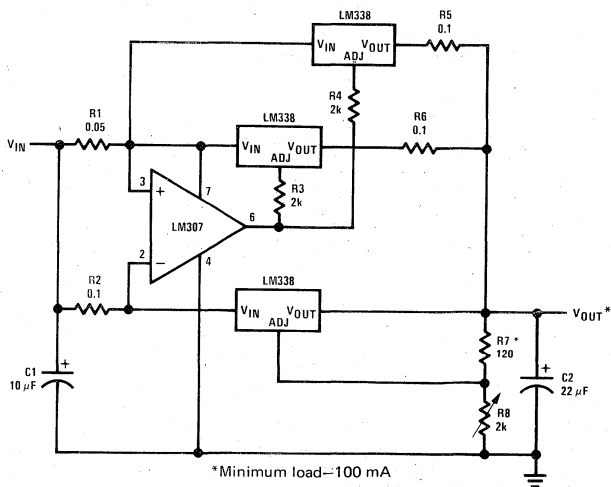 LM338
VIN
VOUT
ADJ
R5
0.1
R4
2k
R1
0.05
VIN
LM338
VIN
VOUT
ADJ
R6
0.1
R3
2k
3
+
7
LM307
6
2
−
4
R2
0.1
LM338
VIN
VOUT
ADJ
VOUT*
R7*
120
C1
10 μF
+
R8
2k
C2
22 μF
+
*Minimum load–100 mA